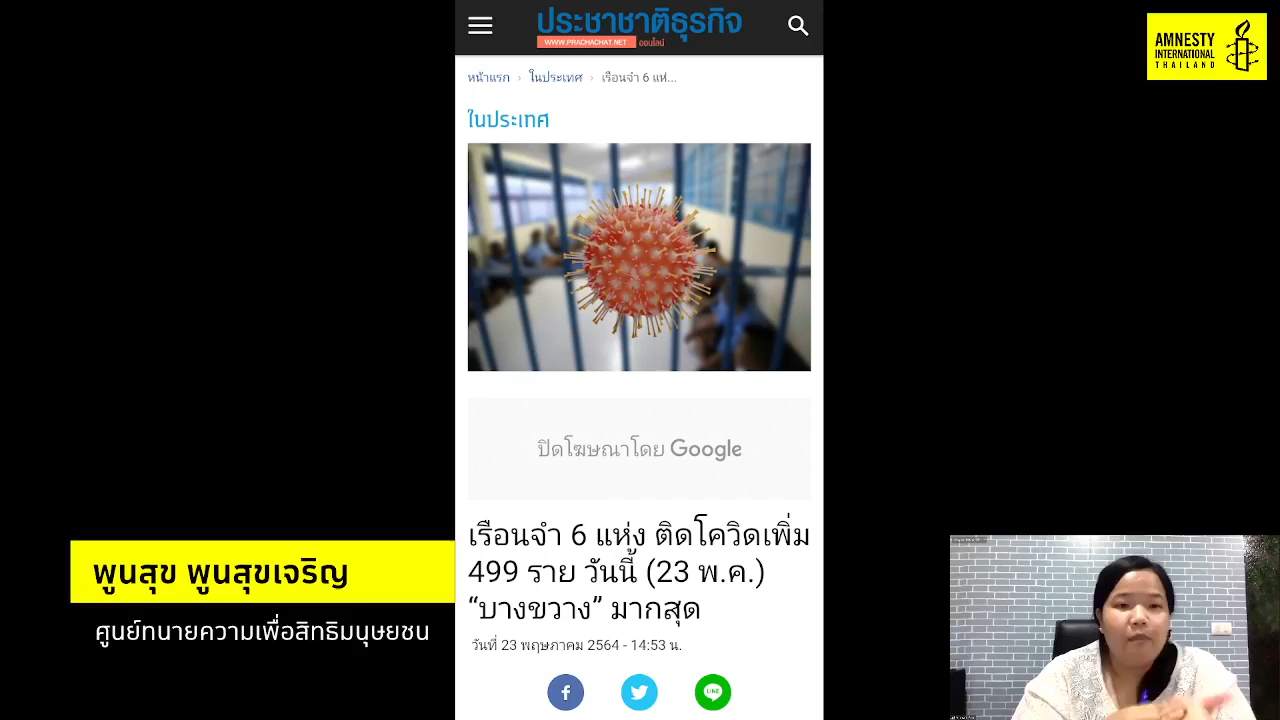 ประชาชาติธุรกิจ
WWW.PRACHACHAT.NET ออนไลน์
AMNESTY
INTERNATIONAL
THAILAND
หน้าแรก › ในประเทศ › เรือนจำ 6 แห่...
ในประเทศ
ปิดโฆษณาโดย Google
เรือนจำ 6 แห่ง ติดโควิดเพิ่ม
499 ราย วันนี้ (23 พ.ค.)
“บางขวาง” มากสุด
วันที่ 23 พฤษภาคม 2564 - 14:53 น.
LINE
พูนสุข พูนสุขเจริญ
ศูนย์ทนายความเพื่อสิทธิมนุษยชน